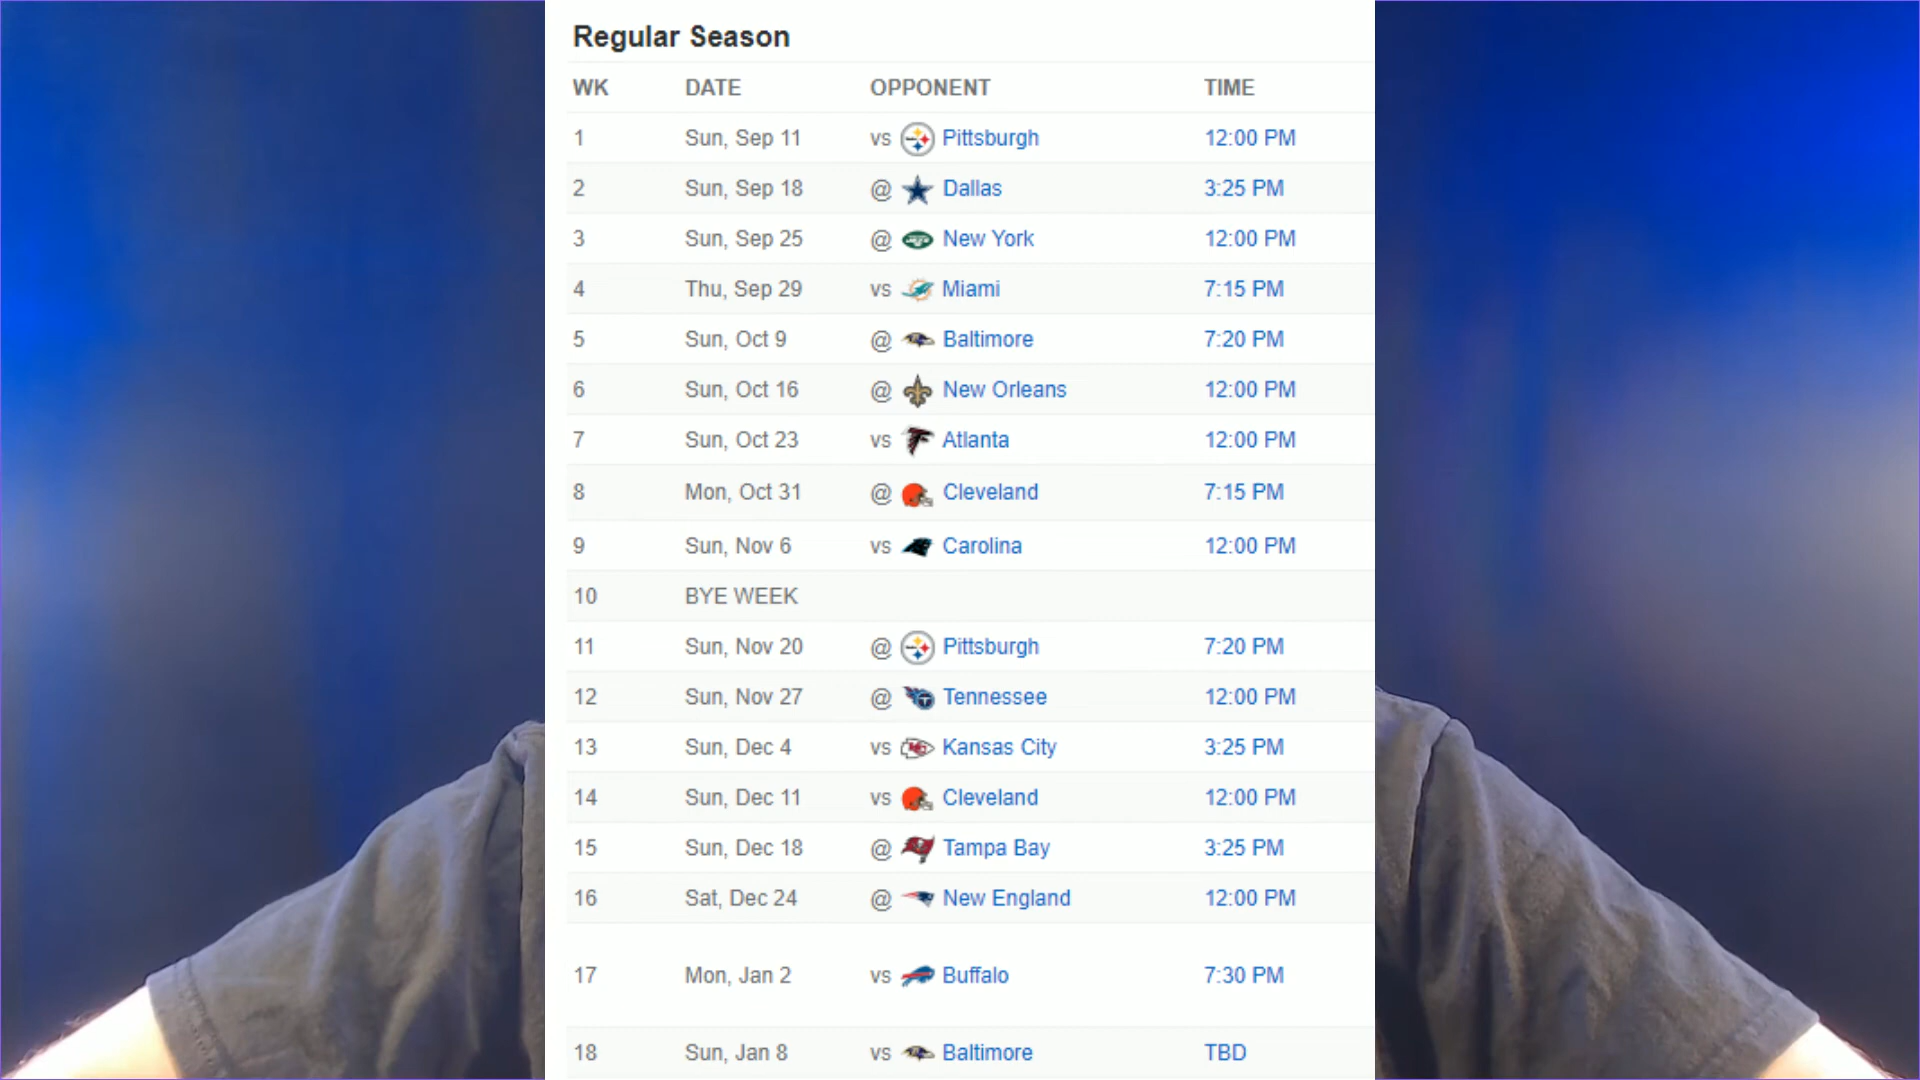 Regular Season
WK DATE OPPONENT TIME
1 Sun, Sep 11 vs Pittsburgh 12:00 PM
2 Sun, Sep 18 @ Dallas 3:25 PM
3 Sun, Sep 25 @ New York 12:00 PM
4 Thu, Sep 29 vs Miami 7:15 PM
5 Sun, Oct 9 @ Baltimore 7:20 PM
6 Sun, Oct 16 @ New Orleans 12:00 PM
7 Sun, Oct 23 vs Atlanta 12:00 PM
8 Mon, Oct 31 @ Cleveland 7:15 PM
9 Sun, Nov 6 vs Carolina 12:00 PM
10 BYE WEEK
11 Sun, Nov 20 @ Pittsburgh 7:20 PM
12 Sun, Nov 27 @ Tennessee 12:00 PM
13 Sun, Dec 4 vs Kansas City 3:25 PM
14 Sun, Dec 11 vs Cleveland 12:00 PM
15 Sun, Dec 18 @ Tampa Bay 3:25 PM
16 Sat, Dec 24 @ New England 12:00 PM
17 Mon, Jan 2 vs Buffalo 7:30 PM
18 Sun, Jan 8 vs Baltimore TBD